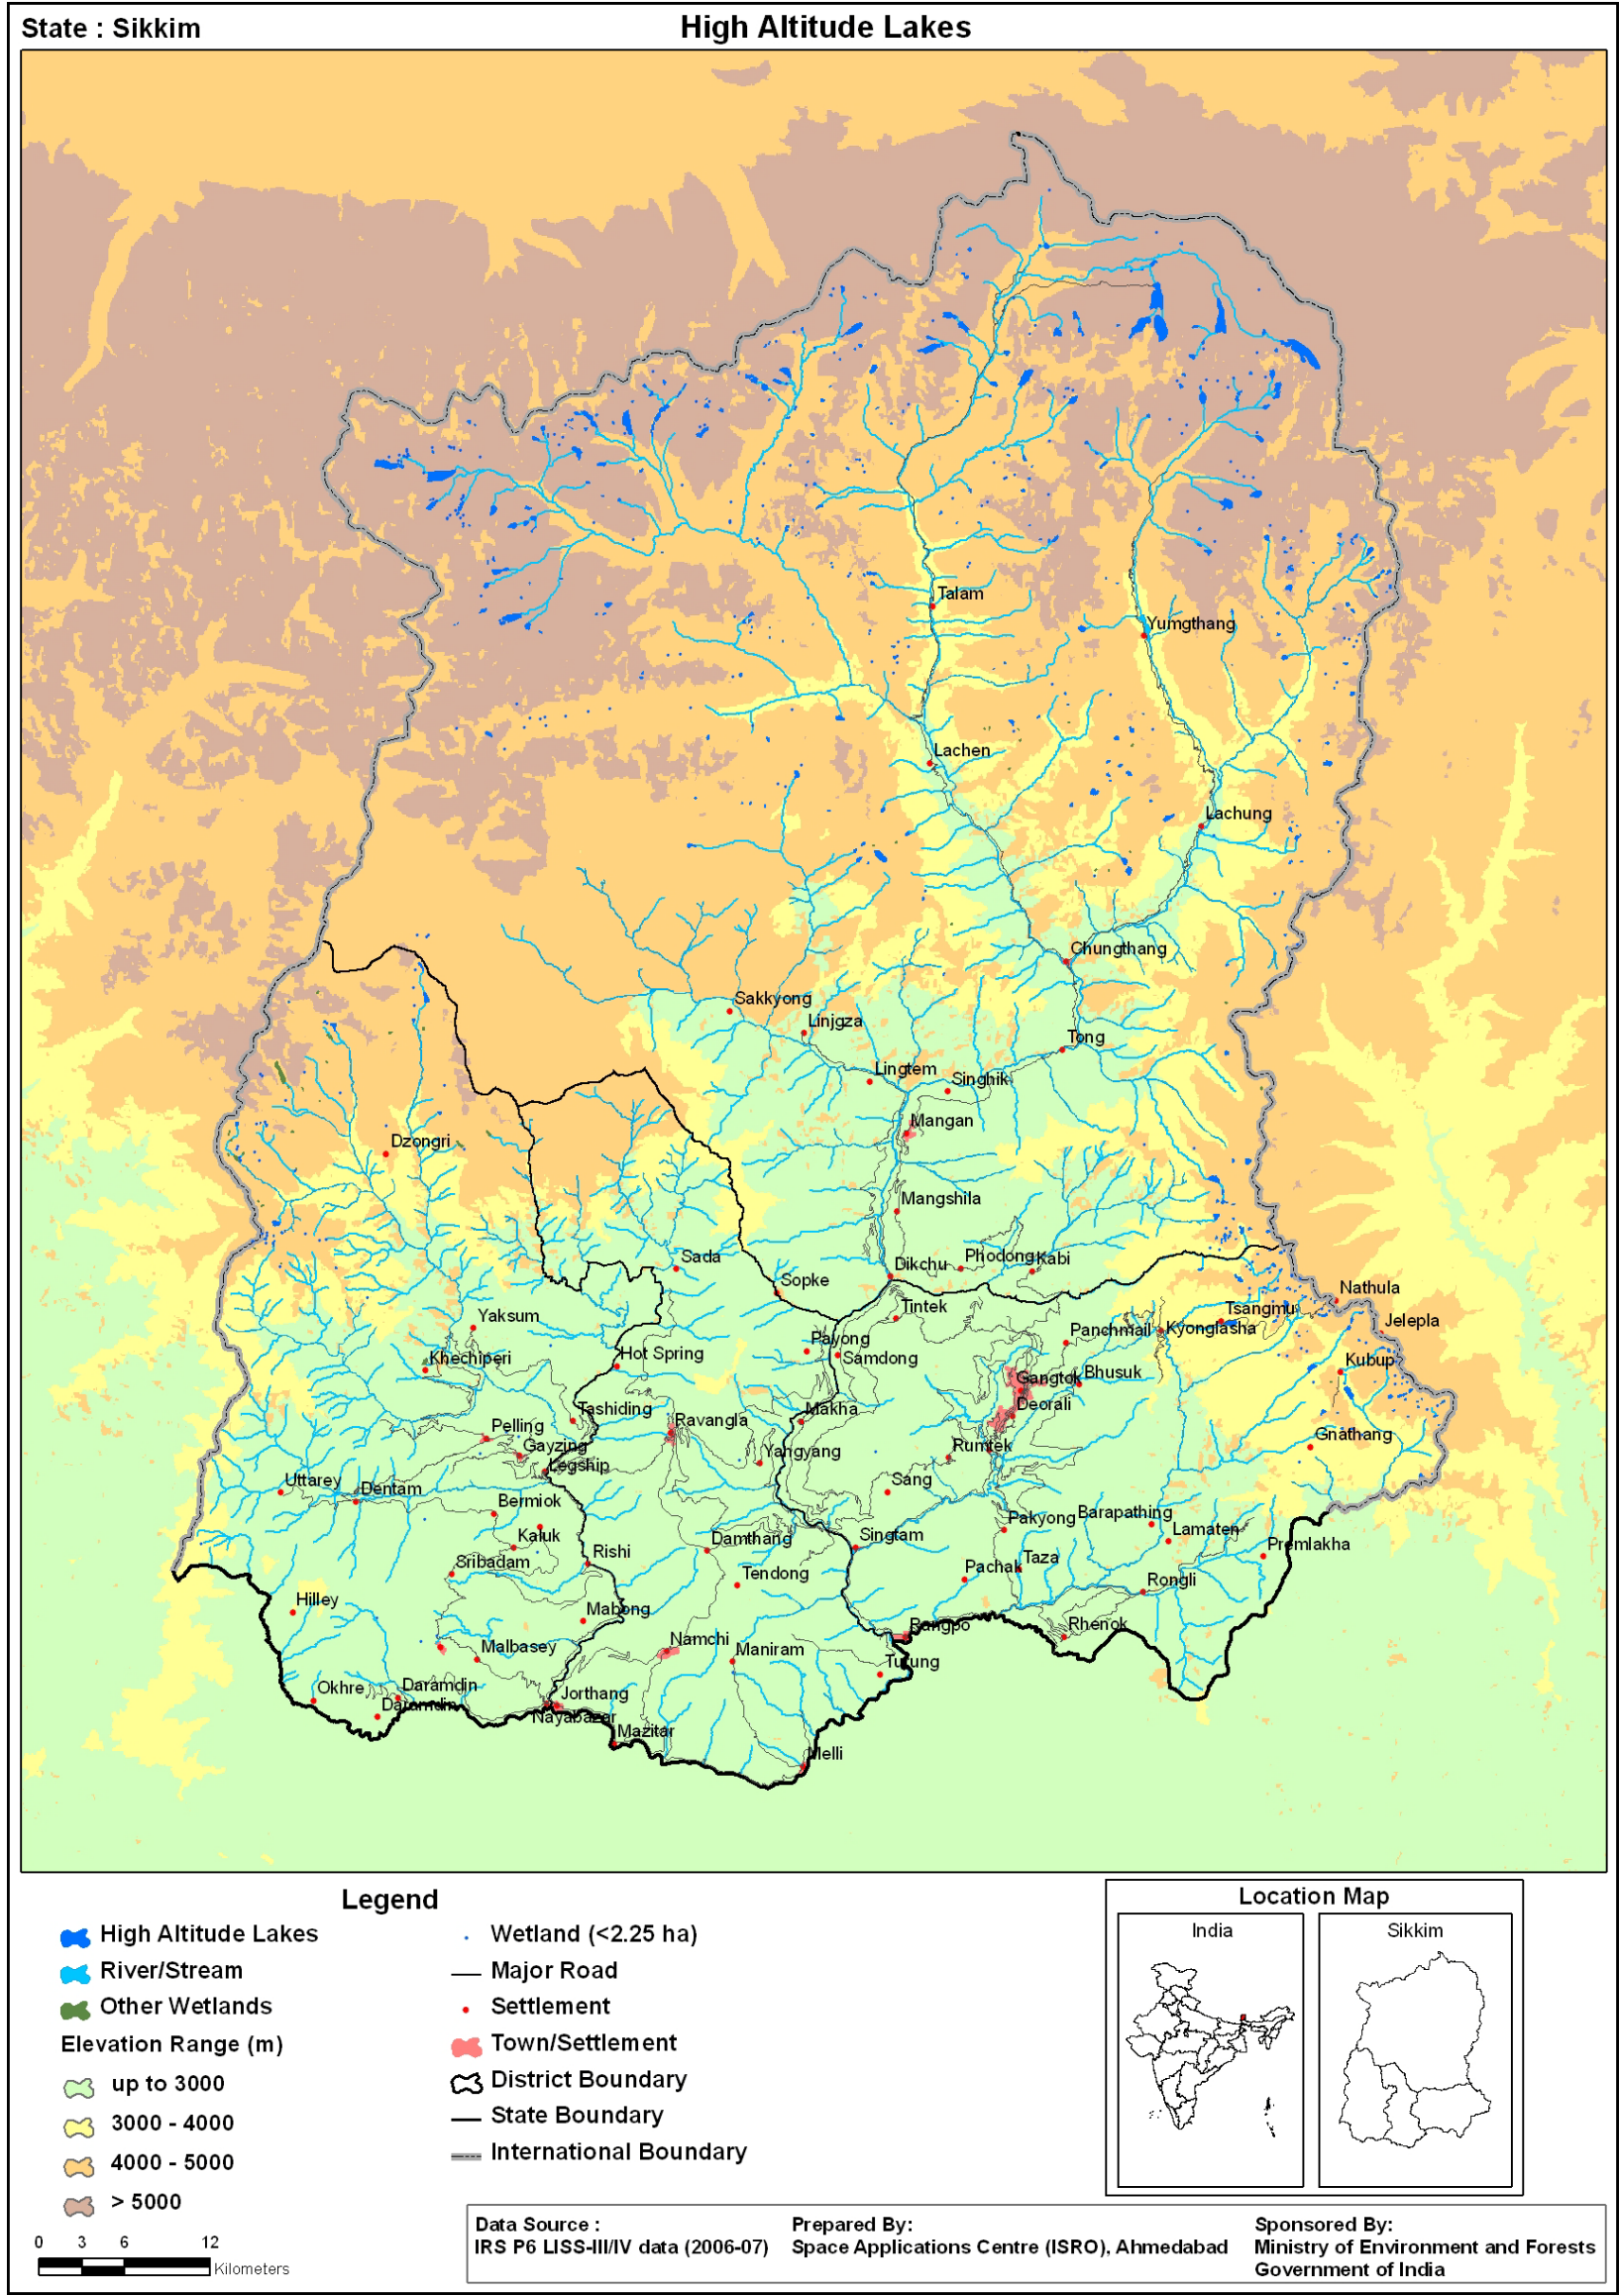 State : Sikkim
High Altitude Lakes
Talam
Yumgthang
Lachen
Lachung
Chungthang
Sakkyong
Linjgza
Tong
Lingtem
Singhik
Mangan
Dzongri
Mangshila
Sada
Dikchu
Phodong
Kabi
Sopke
Nathula
Tintek
Tsangmu
Jelepla
Yaksum
Panchmail
Kyonglasha
Payong
Samdong
Hot Spring
Khechiperi
Kubup
Bhusuk
Gangtok
Deorali
Tashiding
Makha
Ravangla
Pelling
Gnathang
Gayzing
Yangyang
Rumtek
Legship
Uttarey
Dentam
Sang
Bermiok
Pakyong
Barapathing
Lamaten
Kaluk
Damthang
Singtam
Premlakha
Sribadam
Rishi
Taza
Pachak
Tendong
Rongli
Hilley
Mabong
Rangpo
Rhenok
Malbasey
Namchi
Maniram
Turung
Okhre
Daramdin
Jorthang
Daramdin
Nayabazar
Mazitar
Melli
Legend
High Altitude Lakes
River/Stream
Other Wetlands
Elevation Range (m)
up to 3000
3000 - 4000
4000 - 5000
> 5000
0 3 6 12
Kilometers
Wetland (<2.25 ha)
Major Road
Settlement
Town/Settlement
District Boundary
State Boundary
International Boundary
Location Map
India
Sikkim
Data Source :
IRS P6 LISS-III/IV data (2006-07)
Prepared By:
Space Applications Centre (ISRO), Ahmedabad
Sponsored By:
Ministry of Environment and Forests
Government of India